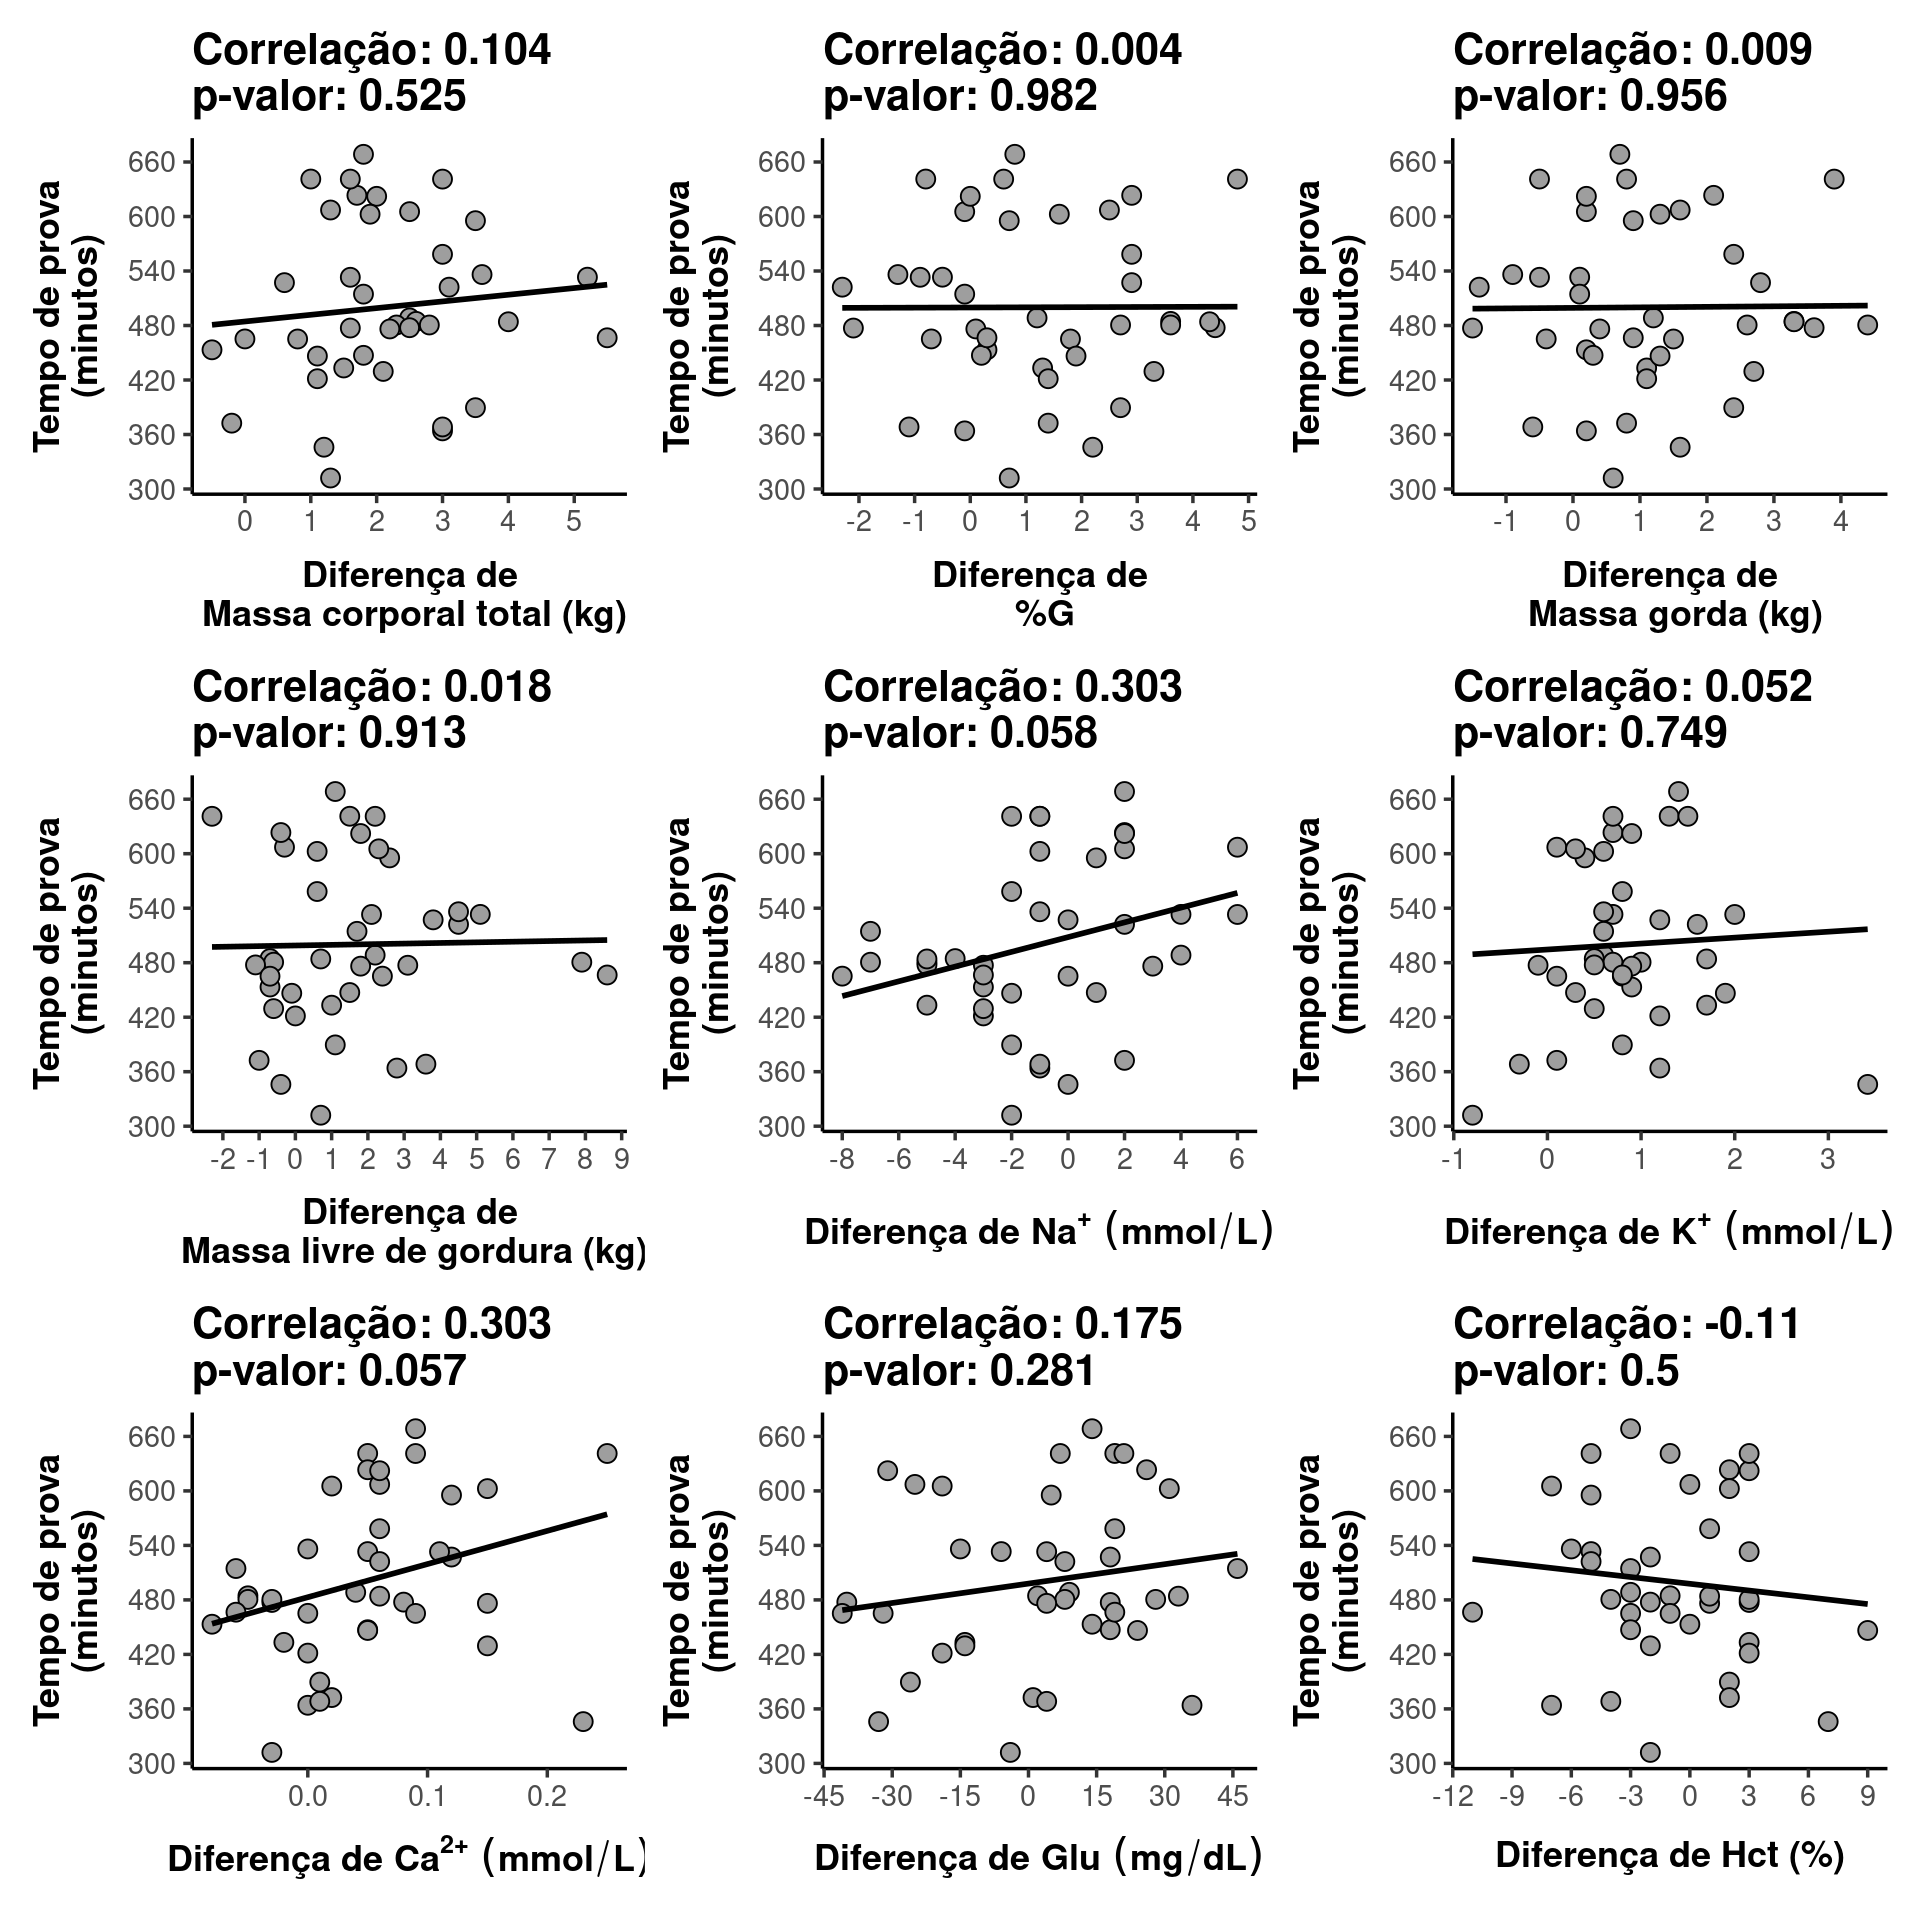 Correlação: 0.104
p-valor: 0.525
Tempo de prova
(minutos)
660
600
540
480
420
360
300
0 1 2 3 4 5
Diferença de
Massa corporal total (kg)
Correlação: 0.004
p-valor: 0.982
Tempo de prova
(minutos)
660
600
540
480
420
360
300
-2 -1 0 1 2 3 4 5
Diferença de
%G
Correlação: 0.009
p-valor: 0.956
Tempo de prova
(minutos)
660
600
540
480
420
360
300
-1 0 1 2 3 4
Diferença de
Massa gorda (kg)
Correlação: 0.018
p-valor: 0.913
Tempo de prova
(minutos)
660
600
540
480
420
360
300
-2 -1 0 1 2 3 4 5 6 7 8 9
Diferença de
Massa livre de gordura (kg)
Correlação: 0.303
p-valor: 0.058
Tempo de prova
(minutos)
660
600
540
480
420
360
300
-8 -6 -4 -2 0 2 4 6
Diferença de Na⁺ (mmol/L)
Correlação: 0.052
p-valor: 0.749
Tempo de prova
(minutos)
660
600
540
480
420
360
300
-1 0 1 2 3
Diferença de K⁺ (mmol/L)
Correlação: 0.303
p-valor: 0.057
Tempo de prova
(minutos)
660
600
540
480
420
360
300
0.0 0.1 0.2
Diferença de Ca²⁺ (mmol/L)
Correlação: 0.175
p-valor: 0.281
Tempo de prova
(minutos)
660
600
540
480
420
360
300
-45 -30 -15 0 15 30 45
Diferença de Glu (mg/dL)
Correlação: -0.11
p-valor: 0.5
Tempo de prova
(minutos)
660
600
540
480
420
360
300
-12 -9 -6 -3 0 3 6 9
Diferença de Hct (%)